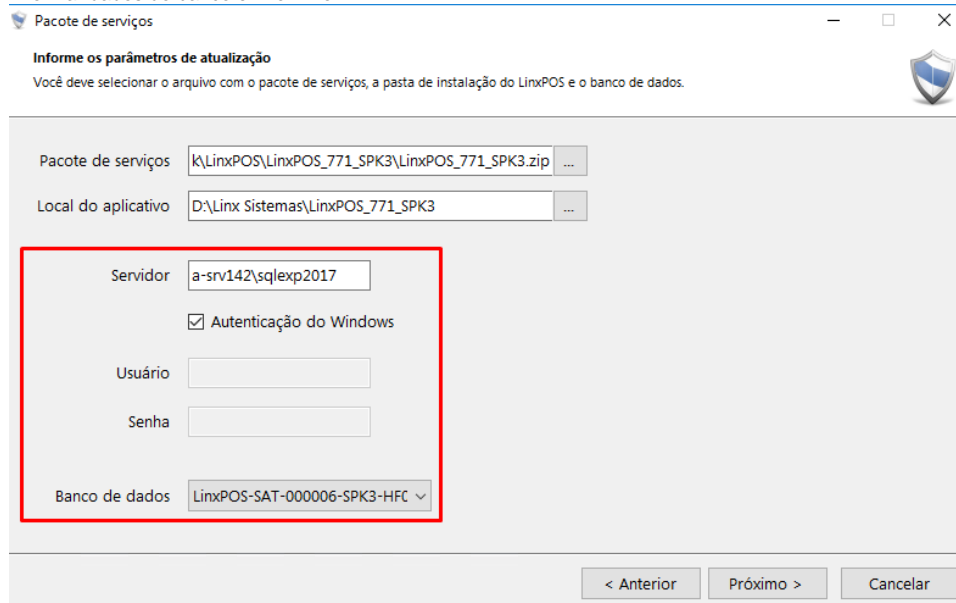 Pacote de serviços
Informe os parâmetros de atualização
Você deve selecionar o arquivo com o pacote de serviços, a pasta de instalação do LinxPOS e o banco de dados.
Pacote de serviços k\LinxPOS\LinxPOS_771_SPK3\LinxPOS_771_SPK3.zip ...
Local do aplicativo D:\Linx Sistemas\LinxPOS_771_SPK3 ...
Servidor a-srv142\sqlexp2017
Autenticação do Windows
Usuário
Senha
Banco de dados LinxPOS-SAT-000006-SPK3-HF
< Anterior Próximo > Cancelar